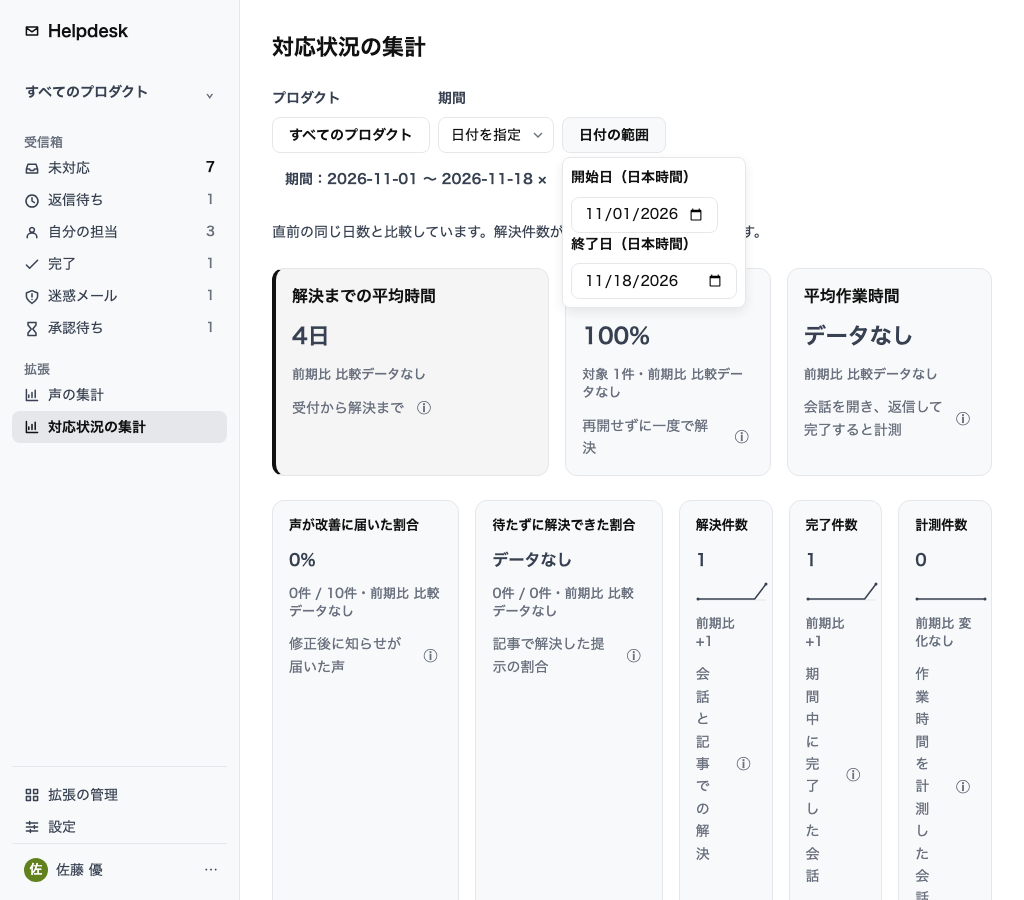 Helpdesk
すべてのプロダクト
受信箱
未対応 7
返信待ち 1
自分の担当 3
完了 1
迷惑メール 1
承認待ち 1
拡張
声の集計
対応状況の集計
拡張の管理
設定
佐 佐藤 優 …
対応状況の集計
プロダクト 期間
すべてのプロダクト 日付を指定 日付の範囲
期間：2026-11-01 〜 2026-11-18 ×
開始日（日本時間）
11/01/2026
終了日（日本時間）
11/18/2026
直前の同じ日数と比較しています。解決件数が
す。
解決までの平均時間
4日
前期比 比較データなし
受付から解決まで
100%
対象 1件・前期比 比較デー
タなし
再開せずに一度で解
決
平均作業時間
データなし
前期比 比較データなし
会話を開き、返信して
完了すると計測
声が改善に届いた割合
0%
0件 / 10件・前期比 比較
データなし
修正後に知らせが
届いた声
待たずに解決できた割合
データなし
0件 / 0件・前期比 比較
データなし
記事で解決した提
示の割合
解決件数
1
前期比
+1
会
話
と
記
事
で
の
解
決
完了件数
1
前期比
+1
期
間
中
に
完
了
し
た
会
話
計測件数
0
前期比 変
化なし
作
業
時
間
を
計
測
し
た
会
話